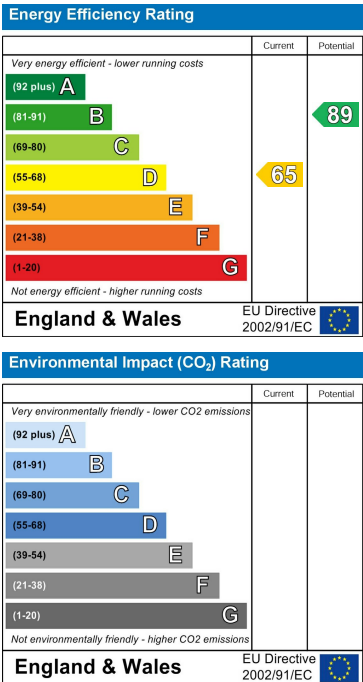 Energy Efficiency Rating
Current Potential
Very energy efficient - lower running costs
(92 plus) A
(81-91) B
89
(69-80) C
(55-68) D
65
(39-54) E
(21-38) F
(1-20) G
Not energy efficient - higher running costs
England & Wales
EU Directive
2002/91/EC
Environmental Impact (CO₂) Rating
Current Potential
Very environmentally friendly - lower CO2 emissions
(92 plus) A
(81-91) B
(69-80) C
(55-68) D
(39-54) E
(21-38) F
(1-20) G
Not environmentally friendly - higher CO2 emissions
England & Wales
EU Directive
2002/91/EC